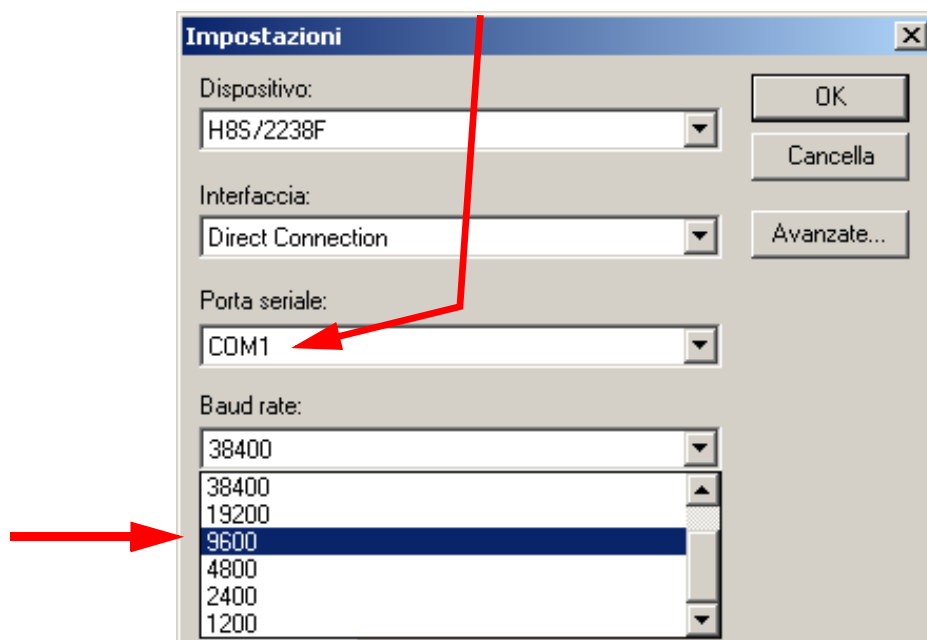 Impostazioni
Dispositivo:
H8S/2238F
OK
Cancella
Interfaccia:
Direct Connection
Avanzate...
Porta seriale:
COM1
Baud rate:
38400
38400
19200
9600
4800
2400
1200